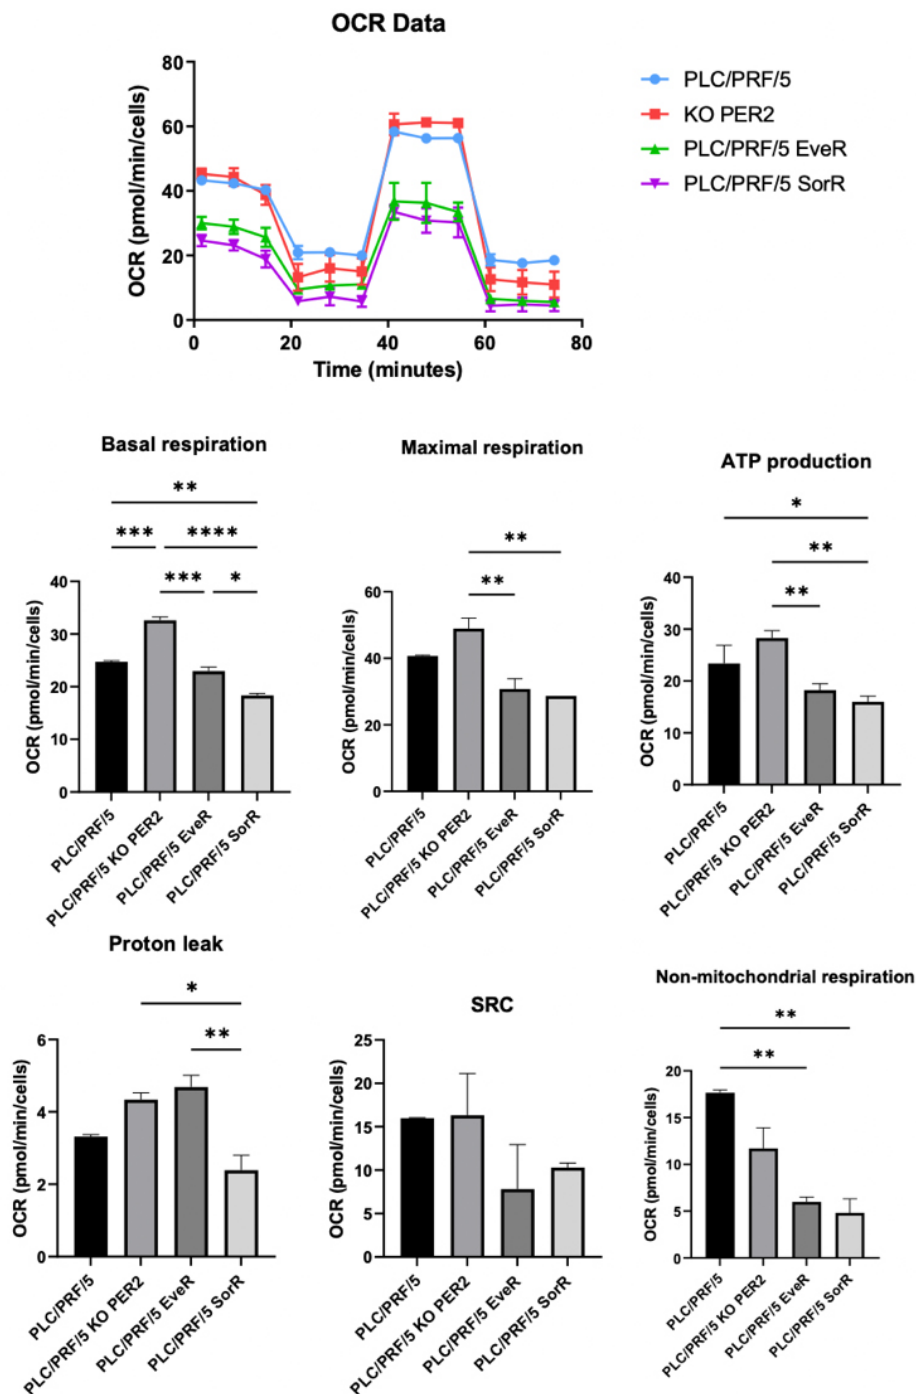 OCR Data
OCR (pmol/min/cells)
80
60
40
20
0
0 20 40 60 80
Time (minutes)
PLC/PRF/5
KO PER2
PLC/PRF/5 EveR
PLC/PRF/5 SorR
Basal respiration
**
*** ****
*** *
OCR (pmol/min/cells)
40
30
20
10
0
PLC/PRF/5
PLC/PRF/5 KO PER2
PLC/PRF/5 EveR
PLC/PRF/5 SorR
Maximal respiration
**
**
OCR (pmol/min/cells)
60
40
20
0
PLC/PRF/5
PLC/PRF/5 KO PER2
PLC/PRF/5 EveR
PLC/PRF/5 SorR
ATP production
*
**
**
OCR (pmol/min/cells)
40
30
20
10
0
PLC/PRF/5
PLC/PRF/5 KO PER2
PLC/PRF/5 EveR
PLC/PRF/5 SorR
Proton leak
*
**
OCR (pmol/min/cells)
6
4
2
0
PLC/PRF/5
PLC/PRF/5 KO PER2
PLC/PRF/5 EveR
PLC/PRF/5 SorR
SRC
OCR (pmol/min/cells)
25
20
15
10
5
0
PLC/PRF/5
PLC/PRF/5 KO PER2
PLC/PRF/5 EveR
PLC/PRF/5 SorR
Non-mitochondrial respiration
**
**
OCR (pmol/min/cells)
20
15
10
5
0
PLC/PRF/5
PLC/PRF/5 KO PER2
PLC/PRF/5 EveR
PLC/PRF/5 SorR